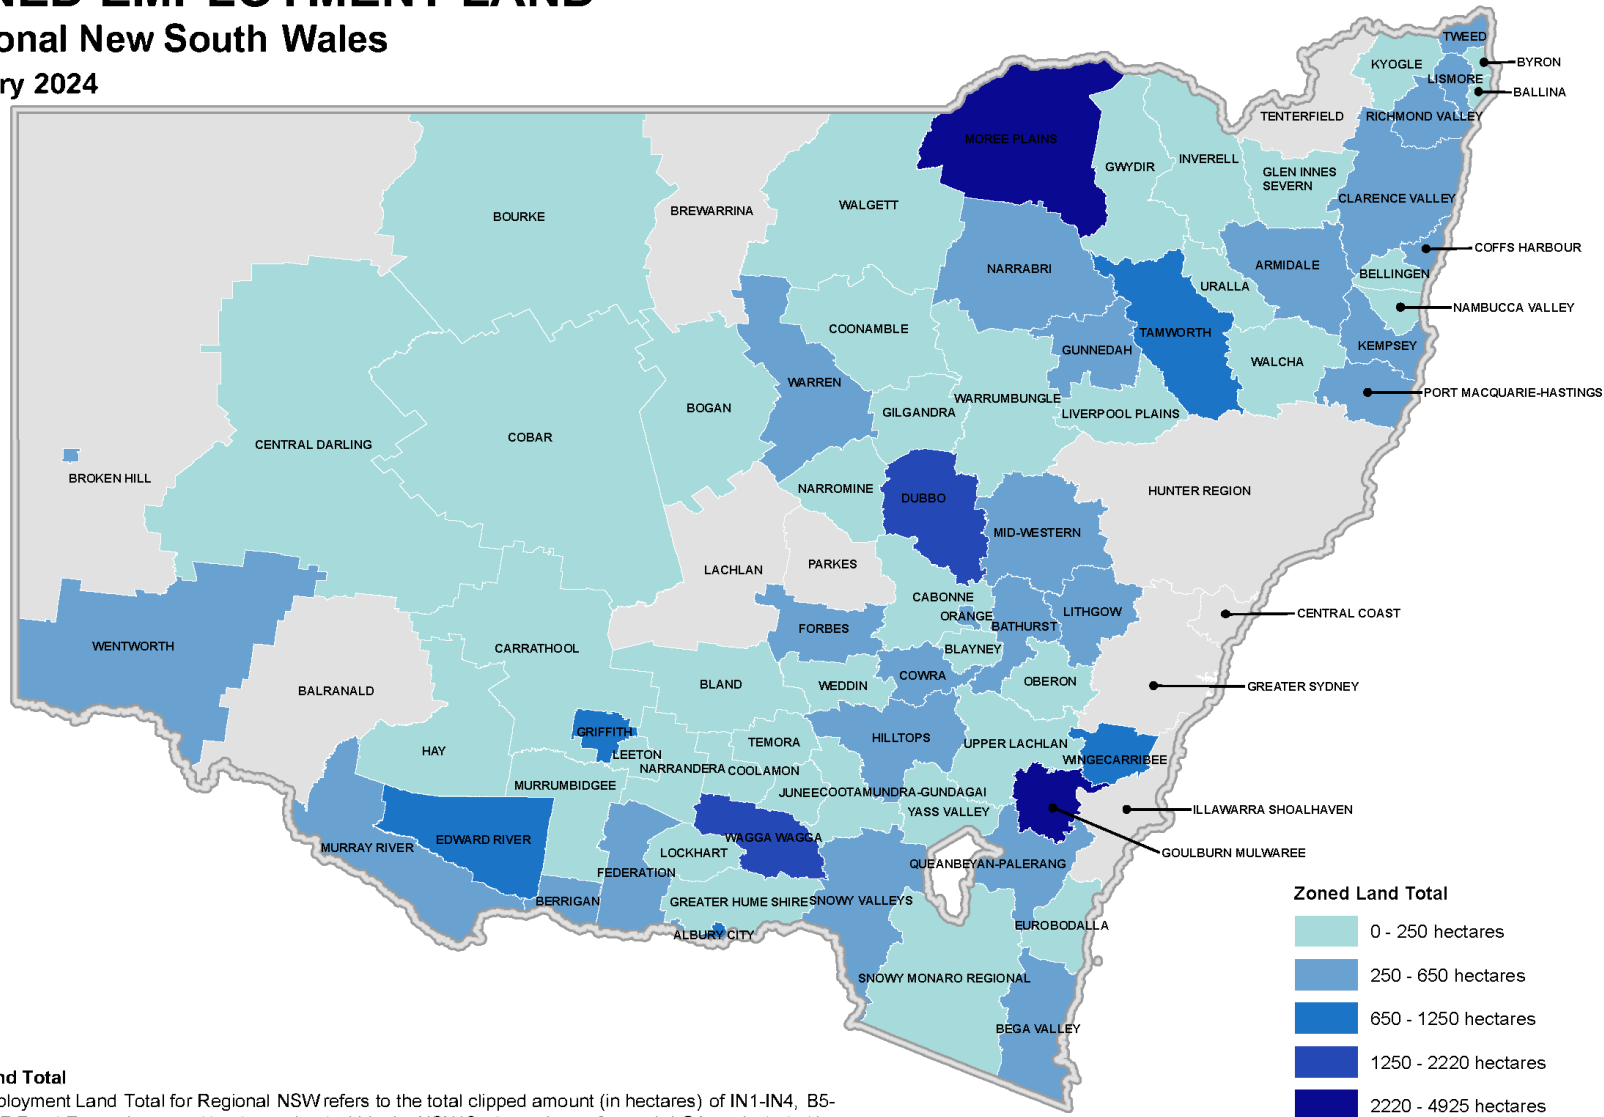 NED EMPLOYMENT LAND
onal New South Wales
ry 2024
TWEED
KYOGLE
BYRON
LISMORE
BALLINA
TENTERFIELD
RICHMOND VALLEY
MOREE PLAINS
GWYDIR
INVERELL
GLEN INNES
SEVERN
CLARENCE VALLEY
BOURKE
BREWARRINA
WALGETT
COFFS HARBOUR
NARRABRI
ARMIDALE
BELLINGEN
URALLA
NAMBUCCA VALLEY
COONAMBLE
TAMWORTH
GUNNEDAH
WALCHA
KEMPSEY
WARREN
PORT MACQUARIE-HASTINGS
BOGAN
GILGANDRA
WARRUMBUNGLE
LIVERPOOL PLAINS
CENTRAL DARLING
COBAR
BROKEN HILL
NARROMINE
DUBBO
HUNTER REGION
MID-WESTERN
LACHLAN
PARKES
CABONNE
ORANGE
BATHURST
LITHGOW
CENTRAL COAST
FORBES
WENTWORTH
CARRATHOOL
BLAYNEY
BALRANALD
BLAND
WEDDIN
COWRA
OBERON
GREATER SYDNEY
GRIFFITH
HAY
LEETON
TEMORA
HILLTOPS
UPPER LACHLAN
WINGECARRIBEE
NARRANDERA
COOLAMON
MURRUMBIDGEE
JUNEE
COOTAMUNDRA-GUNDAGAI
YASS VALLEY
ILLAWARRA SHOALHAVEN
EDWARD RIVER
MURRAY RIVER
WAGGA WAGGA
LOCKHART
GOULBURN MULWAREE
FEDERATION
QUEANBEYAN-PALERANG
BERRIGAN
GREATER HUME SHIRE
SNOWY VALLEYS
ALBURY CITY
EUROBODALLA
SNOWY MONARO REGIONAL
BEGA VALLEY
Zoned Land Total
0 - 250 hectares
250 - 650 hectares
650 - 1250 hectares
1250 - 2220 hectares
2220 - 4925 hectares
nd Total
ployment Land Total for Regional NSW refers to the total clipped amount (in hectares) of IN1-IN4, B5-